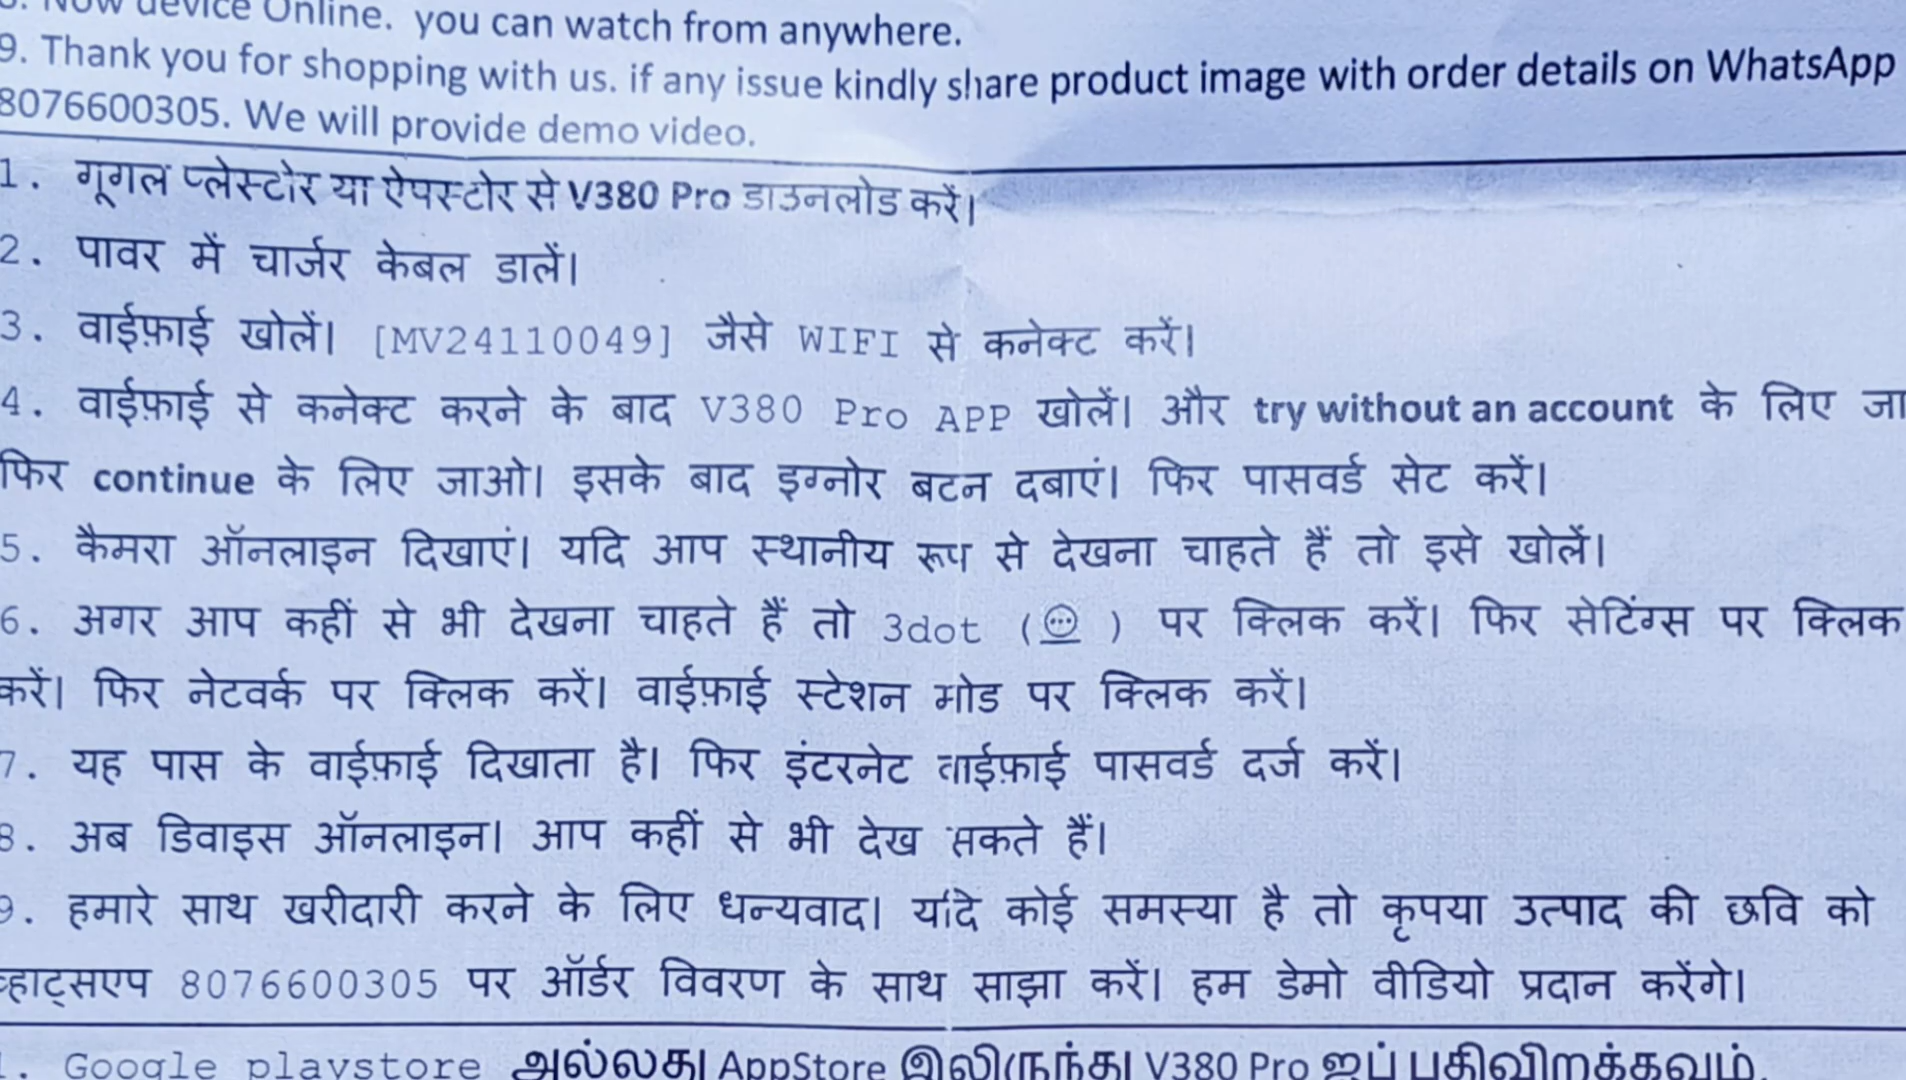 8. Now device Online. you can watch from anywhere.
9. Thank you for shopping with us. if any issue kindly share product image with order details on WhatsApp
8076600305. We will provide demo video.
1. गूगल प्लेस्टोर या ऐपस्टोर से V380 Pro डाउनलोड करें।
2. पावर में चार्जर केबल डालें।
3. वाईफ़ाई खोलें। [MV24110049] जैसे WIFI से कनेक्ट करें।
4. वाईफ़ाई से कनेक्ट करने के बाद V380 Pro APP खोलें। और try without an account के लिए जा
फिर continue के लिए जाओ। इसके बाद इग्नोर बटन दबाएं। फिर पासवर्ड सेट करें।
5. कैमरा ऑनलाइन दिखाएं। यदि आप स्थानीय रूप से देखना चाहते हैं तो इसे खोलें।
6. अगर आप कहीं से भी देखना चाहते हैं तो 3dot (💬) पर क्लिक करें। फिर सेटिंग्स पर क्लिक
करें। फिर नेटवर्क पर क्लिक करें। वाईफ़ाई स्टेशन मोड पर क्लिक करें।
7. यह पास के वाईफ़ाई दिखाता है। फिर इंटरनेट वाईफ़ाई पासवर्ड दर्ज करें।
8. अब डिवाइस ऑनलाइन। आप कहीं से भी देख सकते हैं।
9. हमारे साथ खरीदारी करने के लिए धन्यवाद। यदि कोई समस्या है तो कृपया उत्पाद की छवि को
व्हाट्सएप 8076600305 पर ऑर्डर विवरण के साथ साझा करें। हम डेमो वीडियो प्रदान करेंगे।
1. Google playstore அல்லது AppStore இலிருந்து V380 Pro ஐப் பதிவிறக்கவும்.